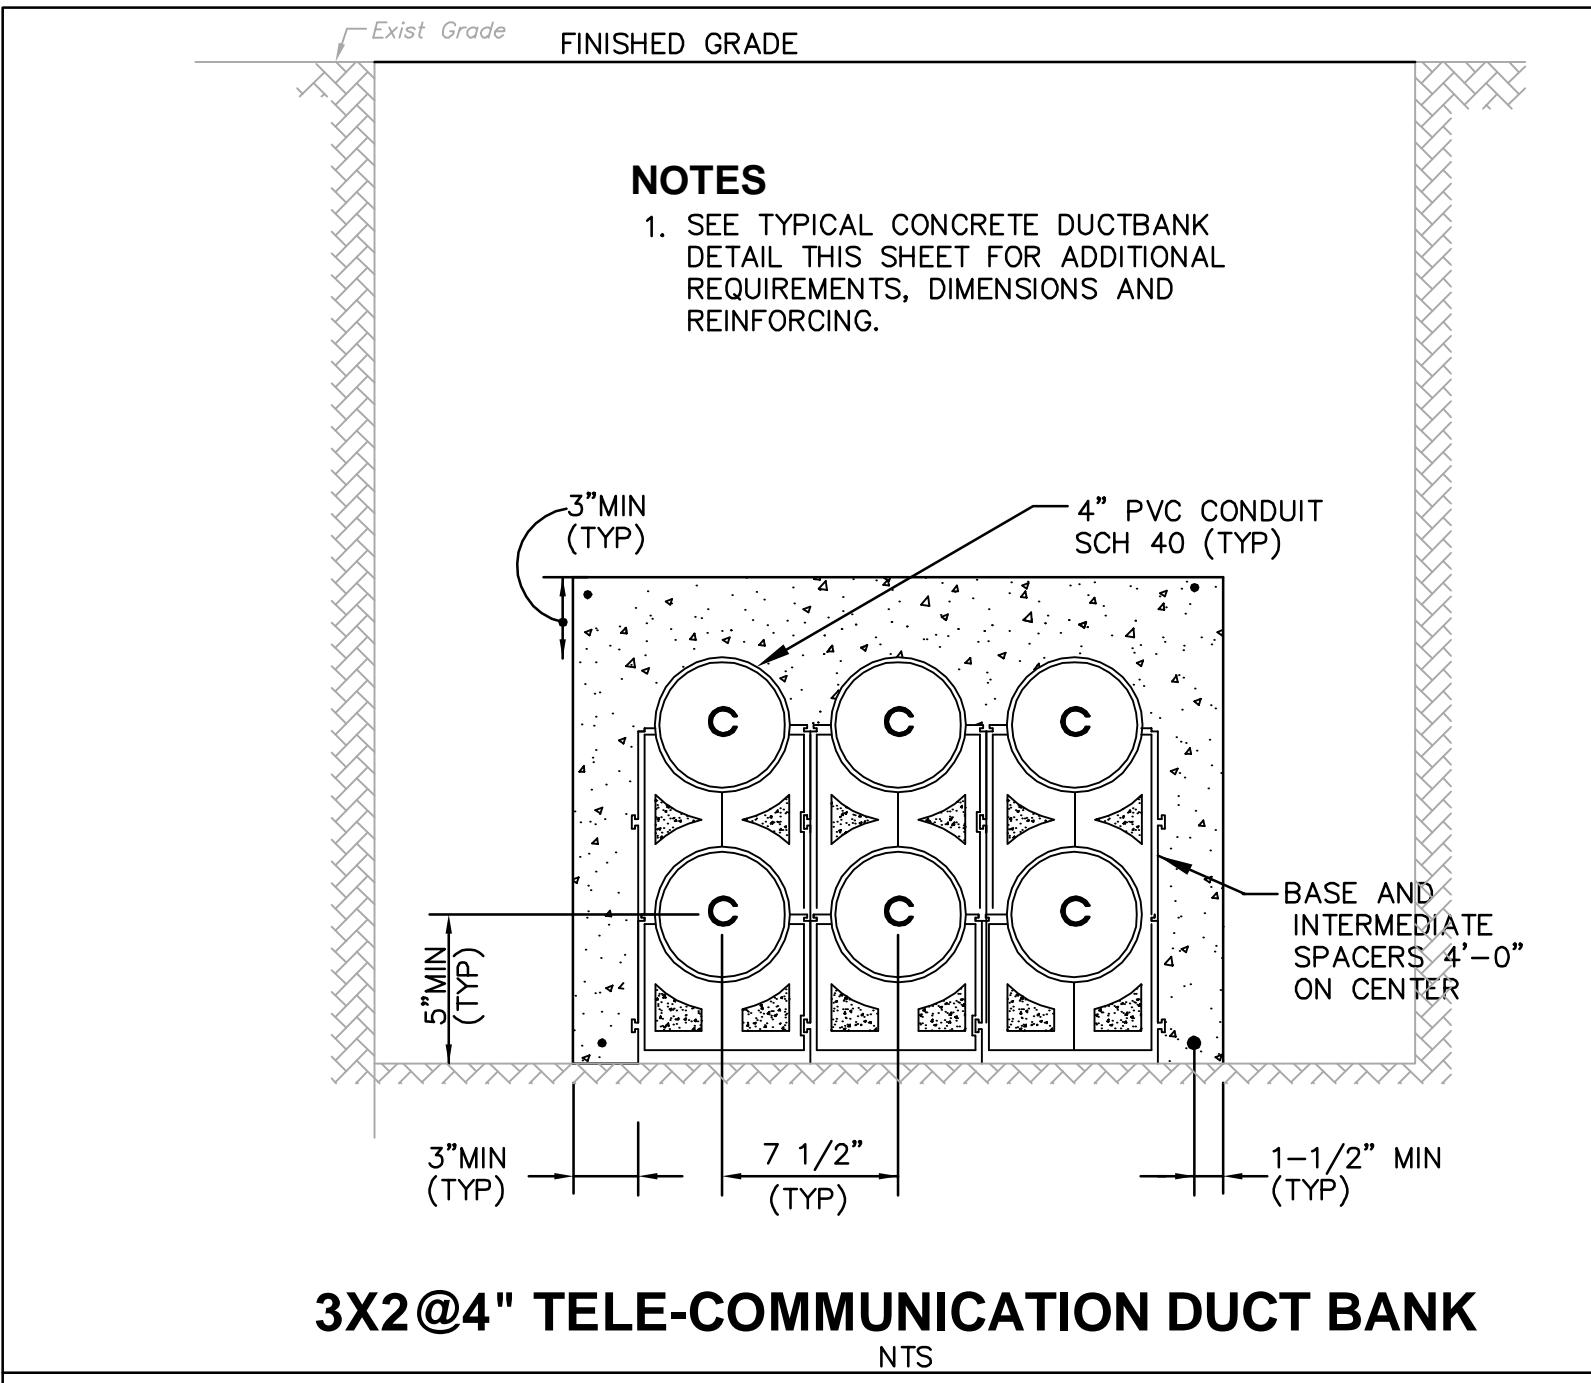 Exist Grade
FINISHED GRADE
NOTES
1. SEE TYPICAL CONCRETE DUCTBANK
DETAIL THIS SHEET FOR ADDITIONAL
REQUIREMENTS, DIMENSIONS AND
REINFORCING.
3"MIN
(TYP)
4" PVC CONDUIT
SCH 40 (TYP)
C C C
C C C
BASE AND
INTERMEDIATE
SPACERS 4'-0"
ON CENTER
5"MIN
(TYP)
3"MIN
(TYP)
7 1/2"
(TYP)
1-1/2" MIN
(TYP)
3X2@4" TELE-COMMUNICATION DUCT BANK
NTS